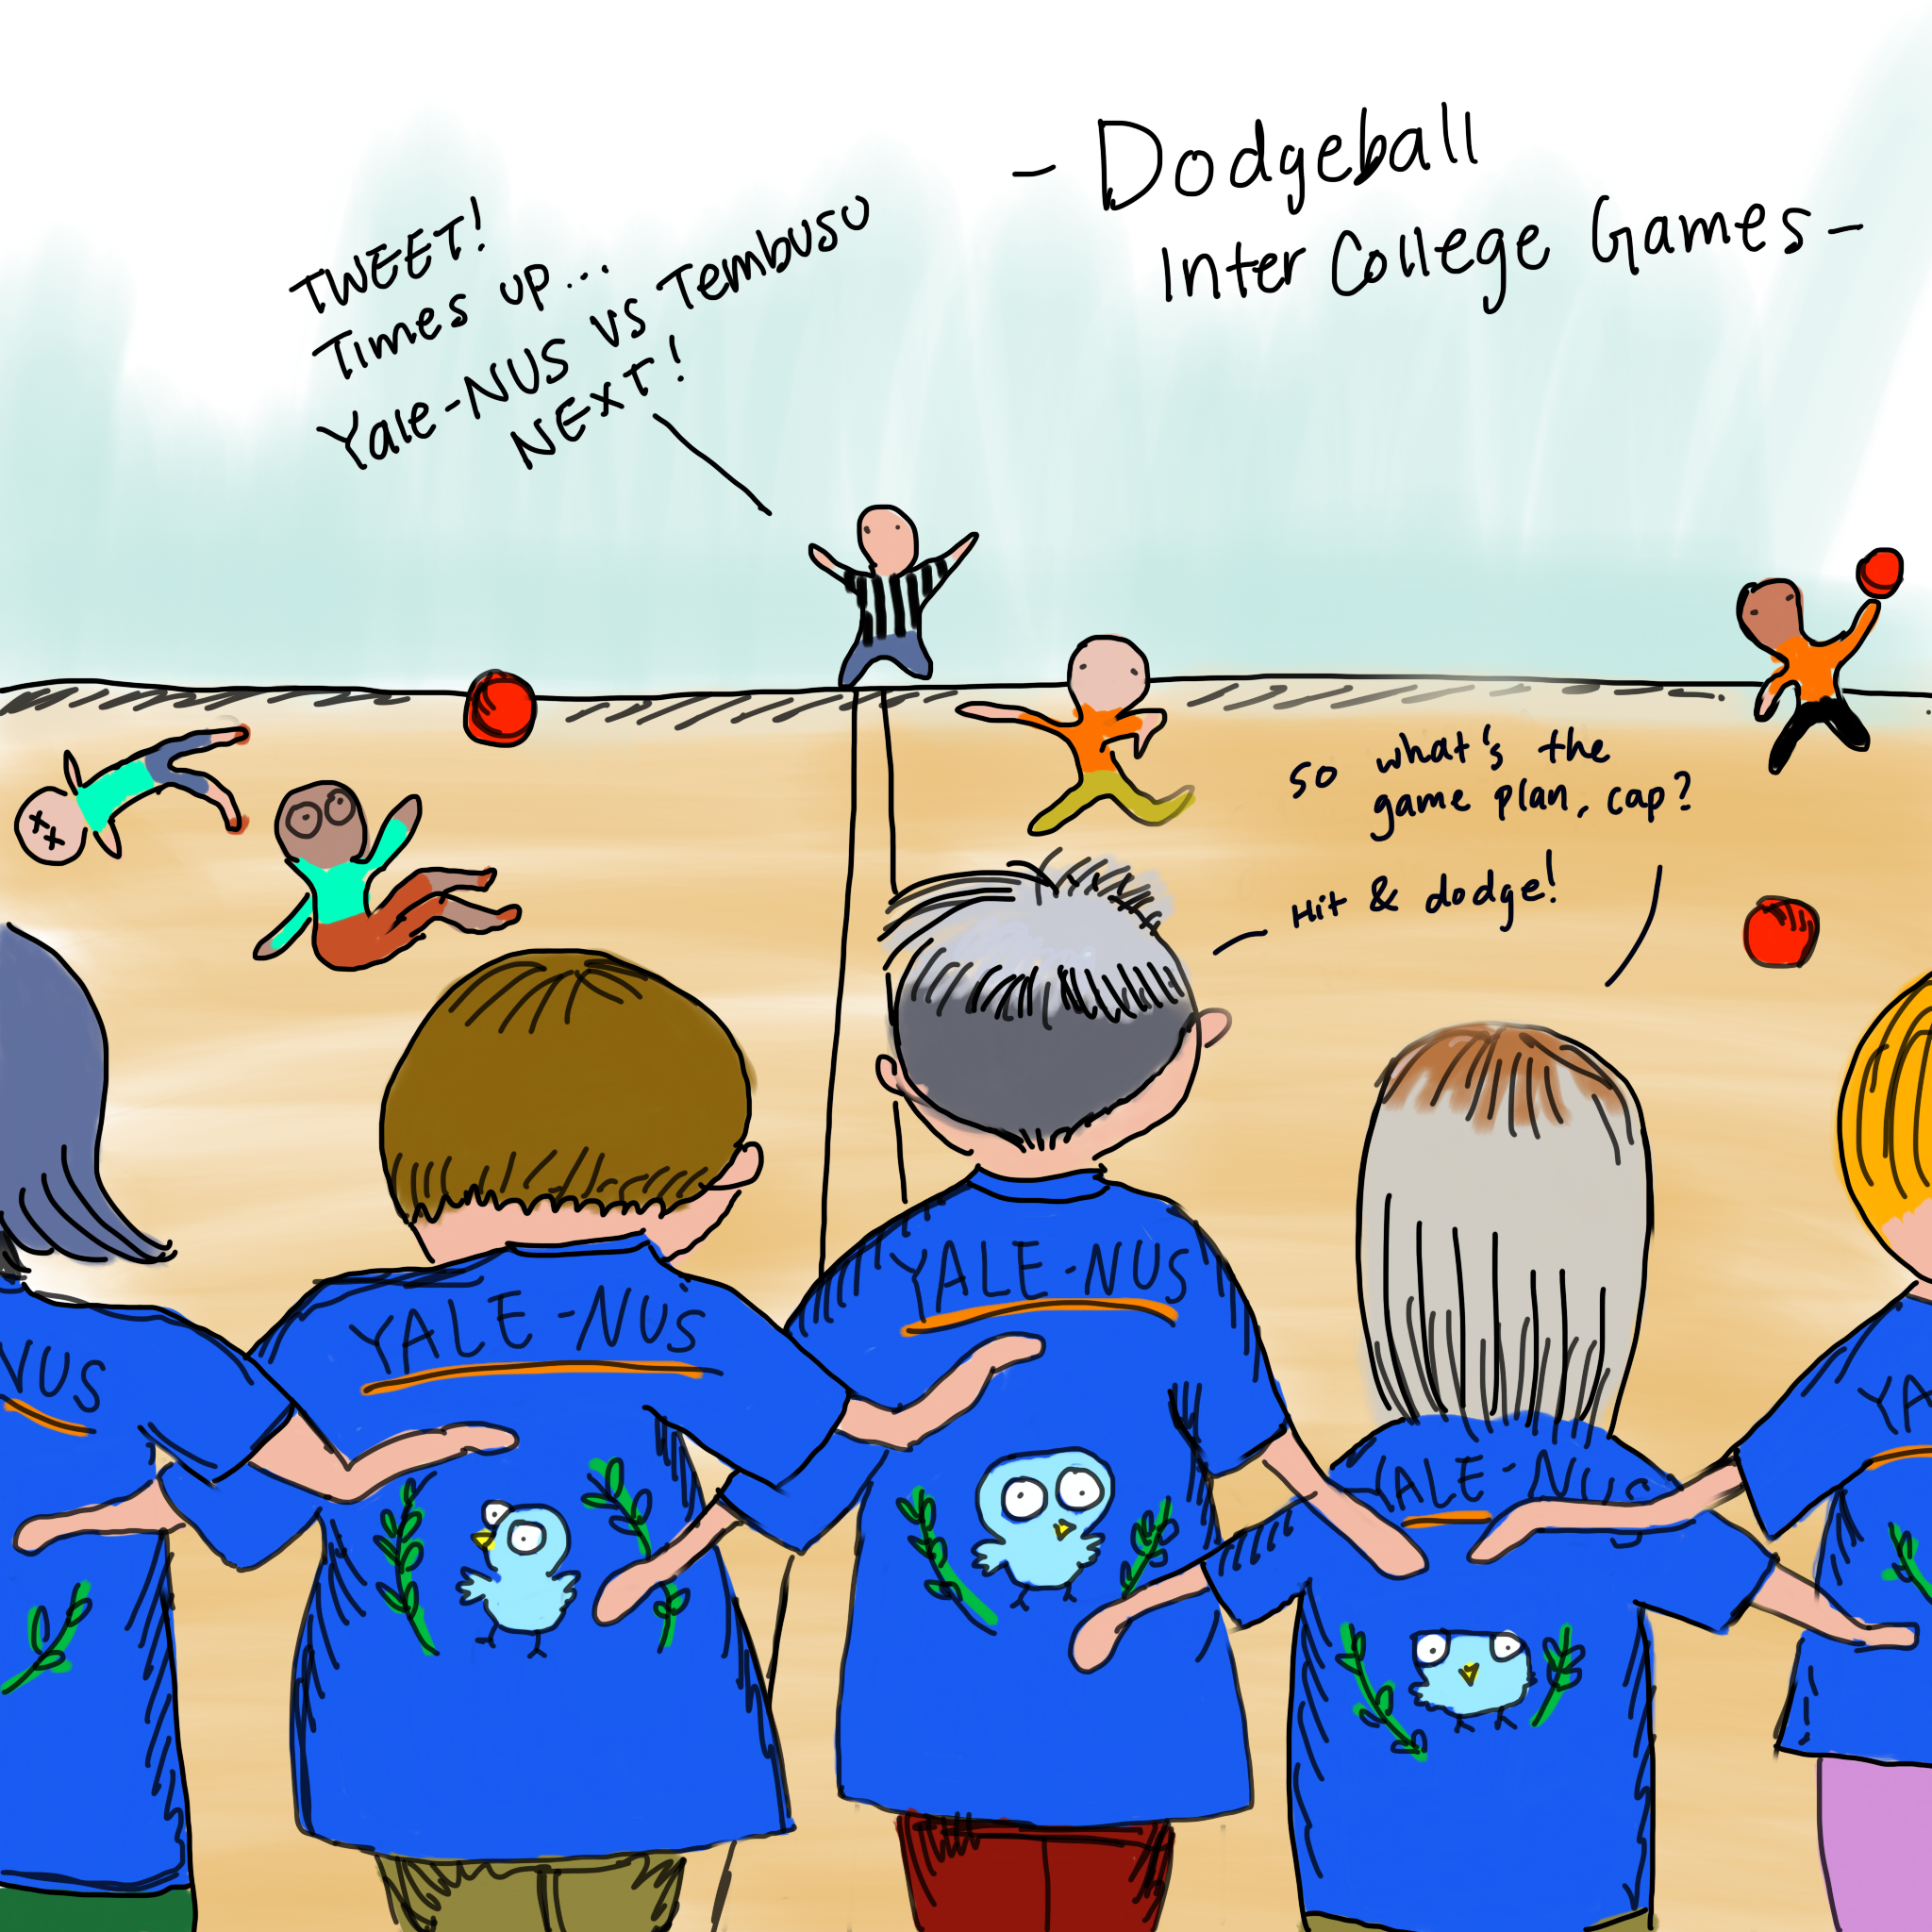 - Dodgeball
Inter College Games -
TWEET!
Times up...
Yale-NUS vs Tembusu
NEXT!
so what's the
game plan, cap?
Hit & dodge!
NUS
YALE-NUS
YALE-NUS
YALE-NUS
YA